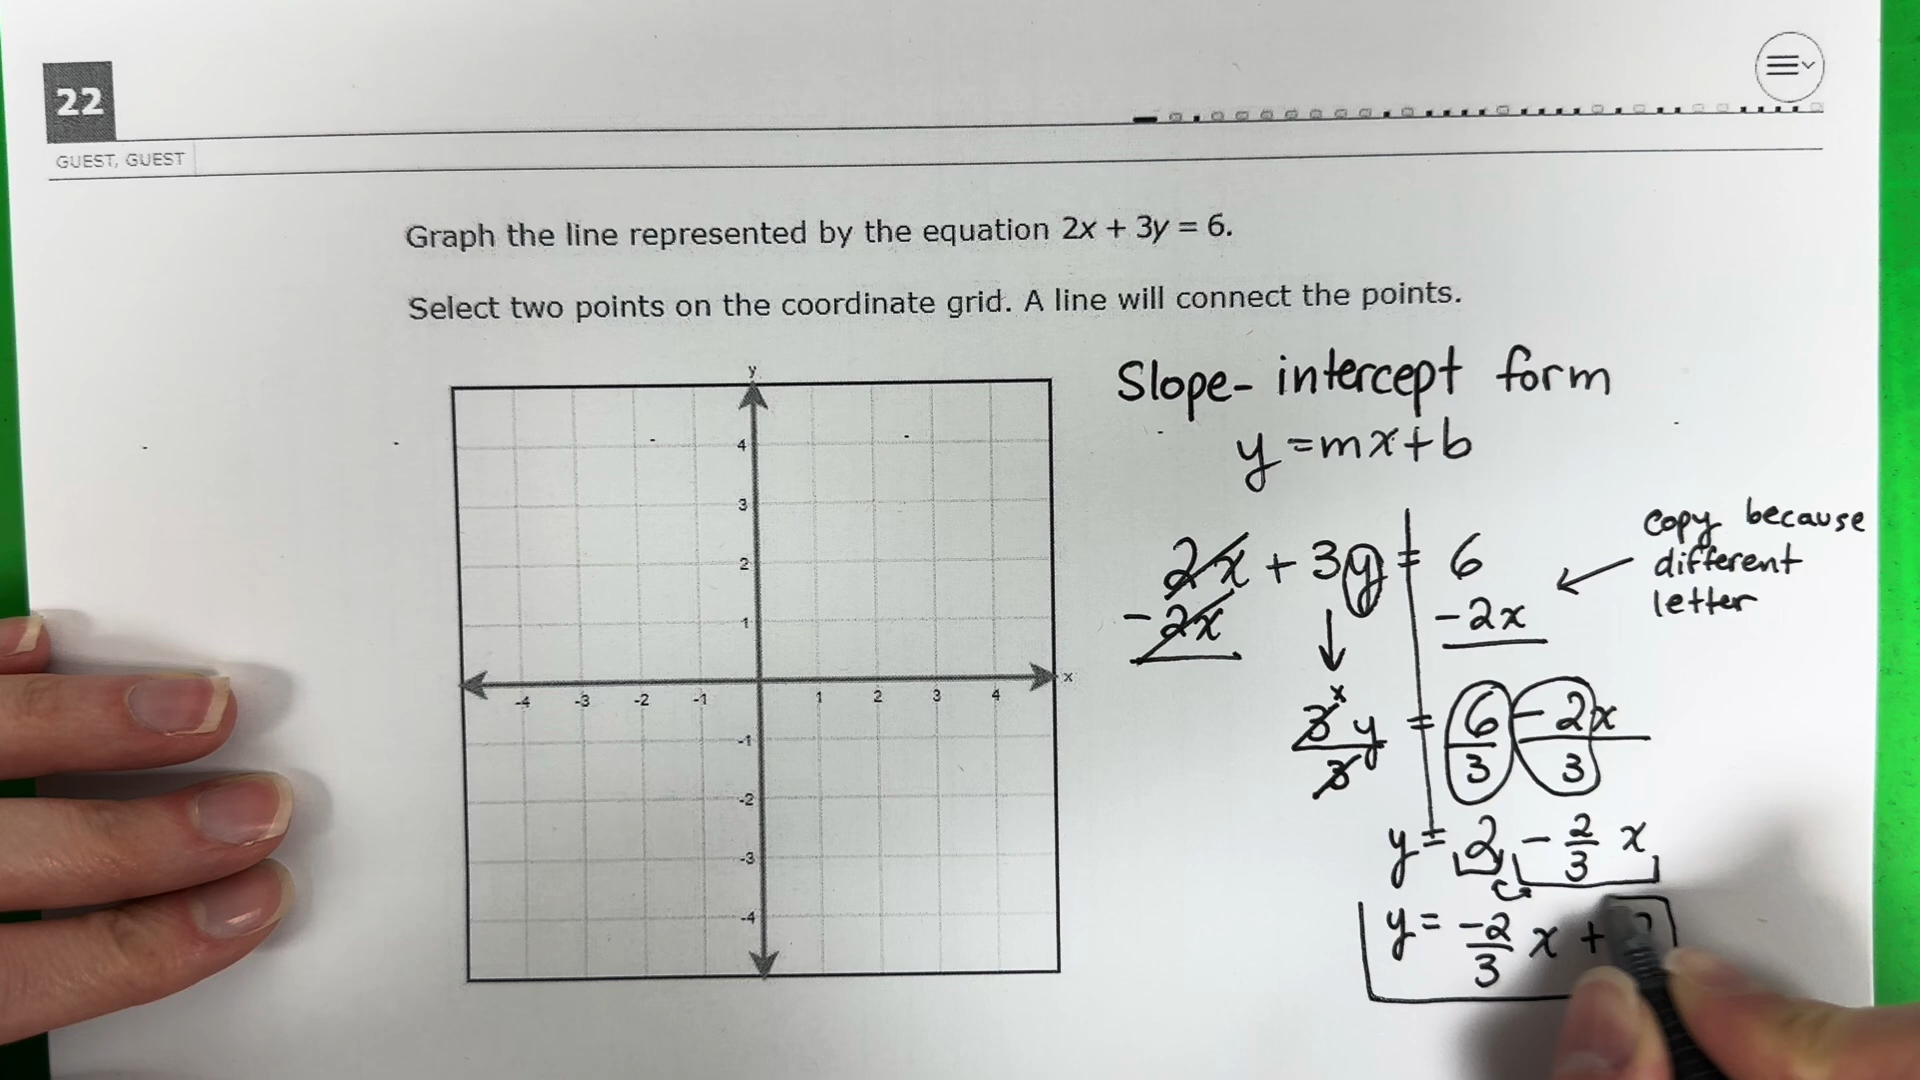 22
GUEST, GUEST
Graph the line represented by the equation 2x + 3y = 6.
Select two points on the coordinate grid. A line will connect the points.
Slope-intercept form
y = mx + b
2x + 3y = 6
-2x -2x
copy because
different
letter
3y = 6 - 2x
3 3 3
y = 2 - 2/3 x
y = -2/3 x +
y
4
3
2
1
-4 -3 -2 -1 1 2 3 4 x
-1
-2
-3
-4